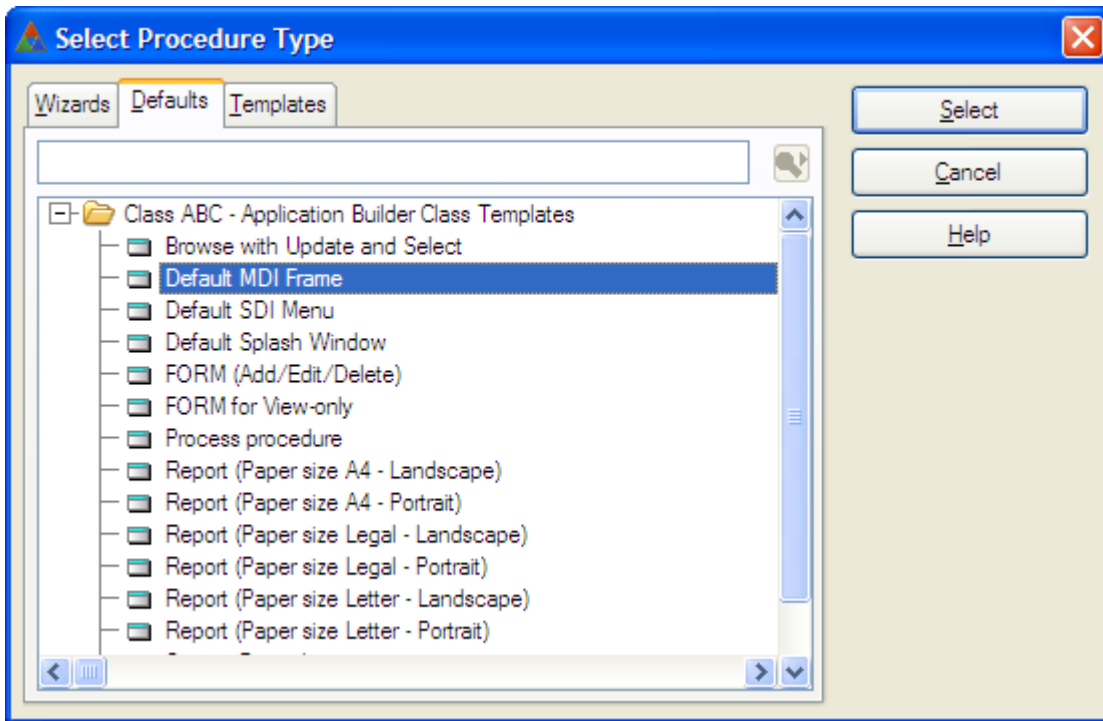 Select Procedure Type
Wizards Defaults Templates
Select
Cancel
Help
Class ABC - Application Builder Class Templates
Browse with Update and Select
Default MDI Frame
Default SDI Menu
Default Splash Window
FORM (Add/Edit/Delete)
FORM for View-only
Process procedure
Report (Paper size A4 - Landscape)
Report (Paper size A4 - Portrait)
Report (Paper size Legal - Landscape)
Report (Paper size Legal - Portrait)
Report (Paper size Letter - Landscape)
Report (Paper size Letter - Portrait)